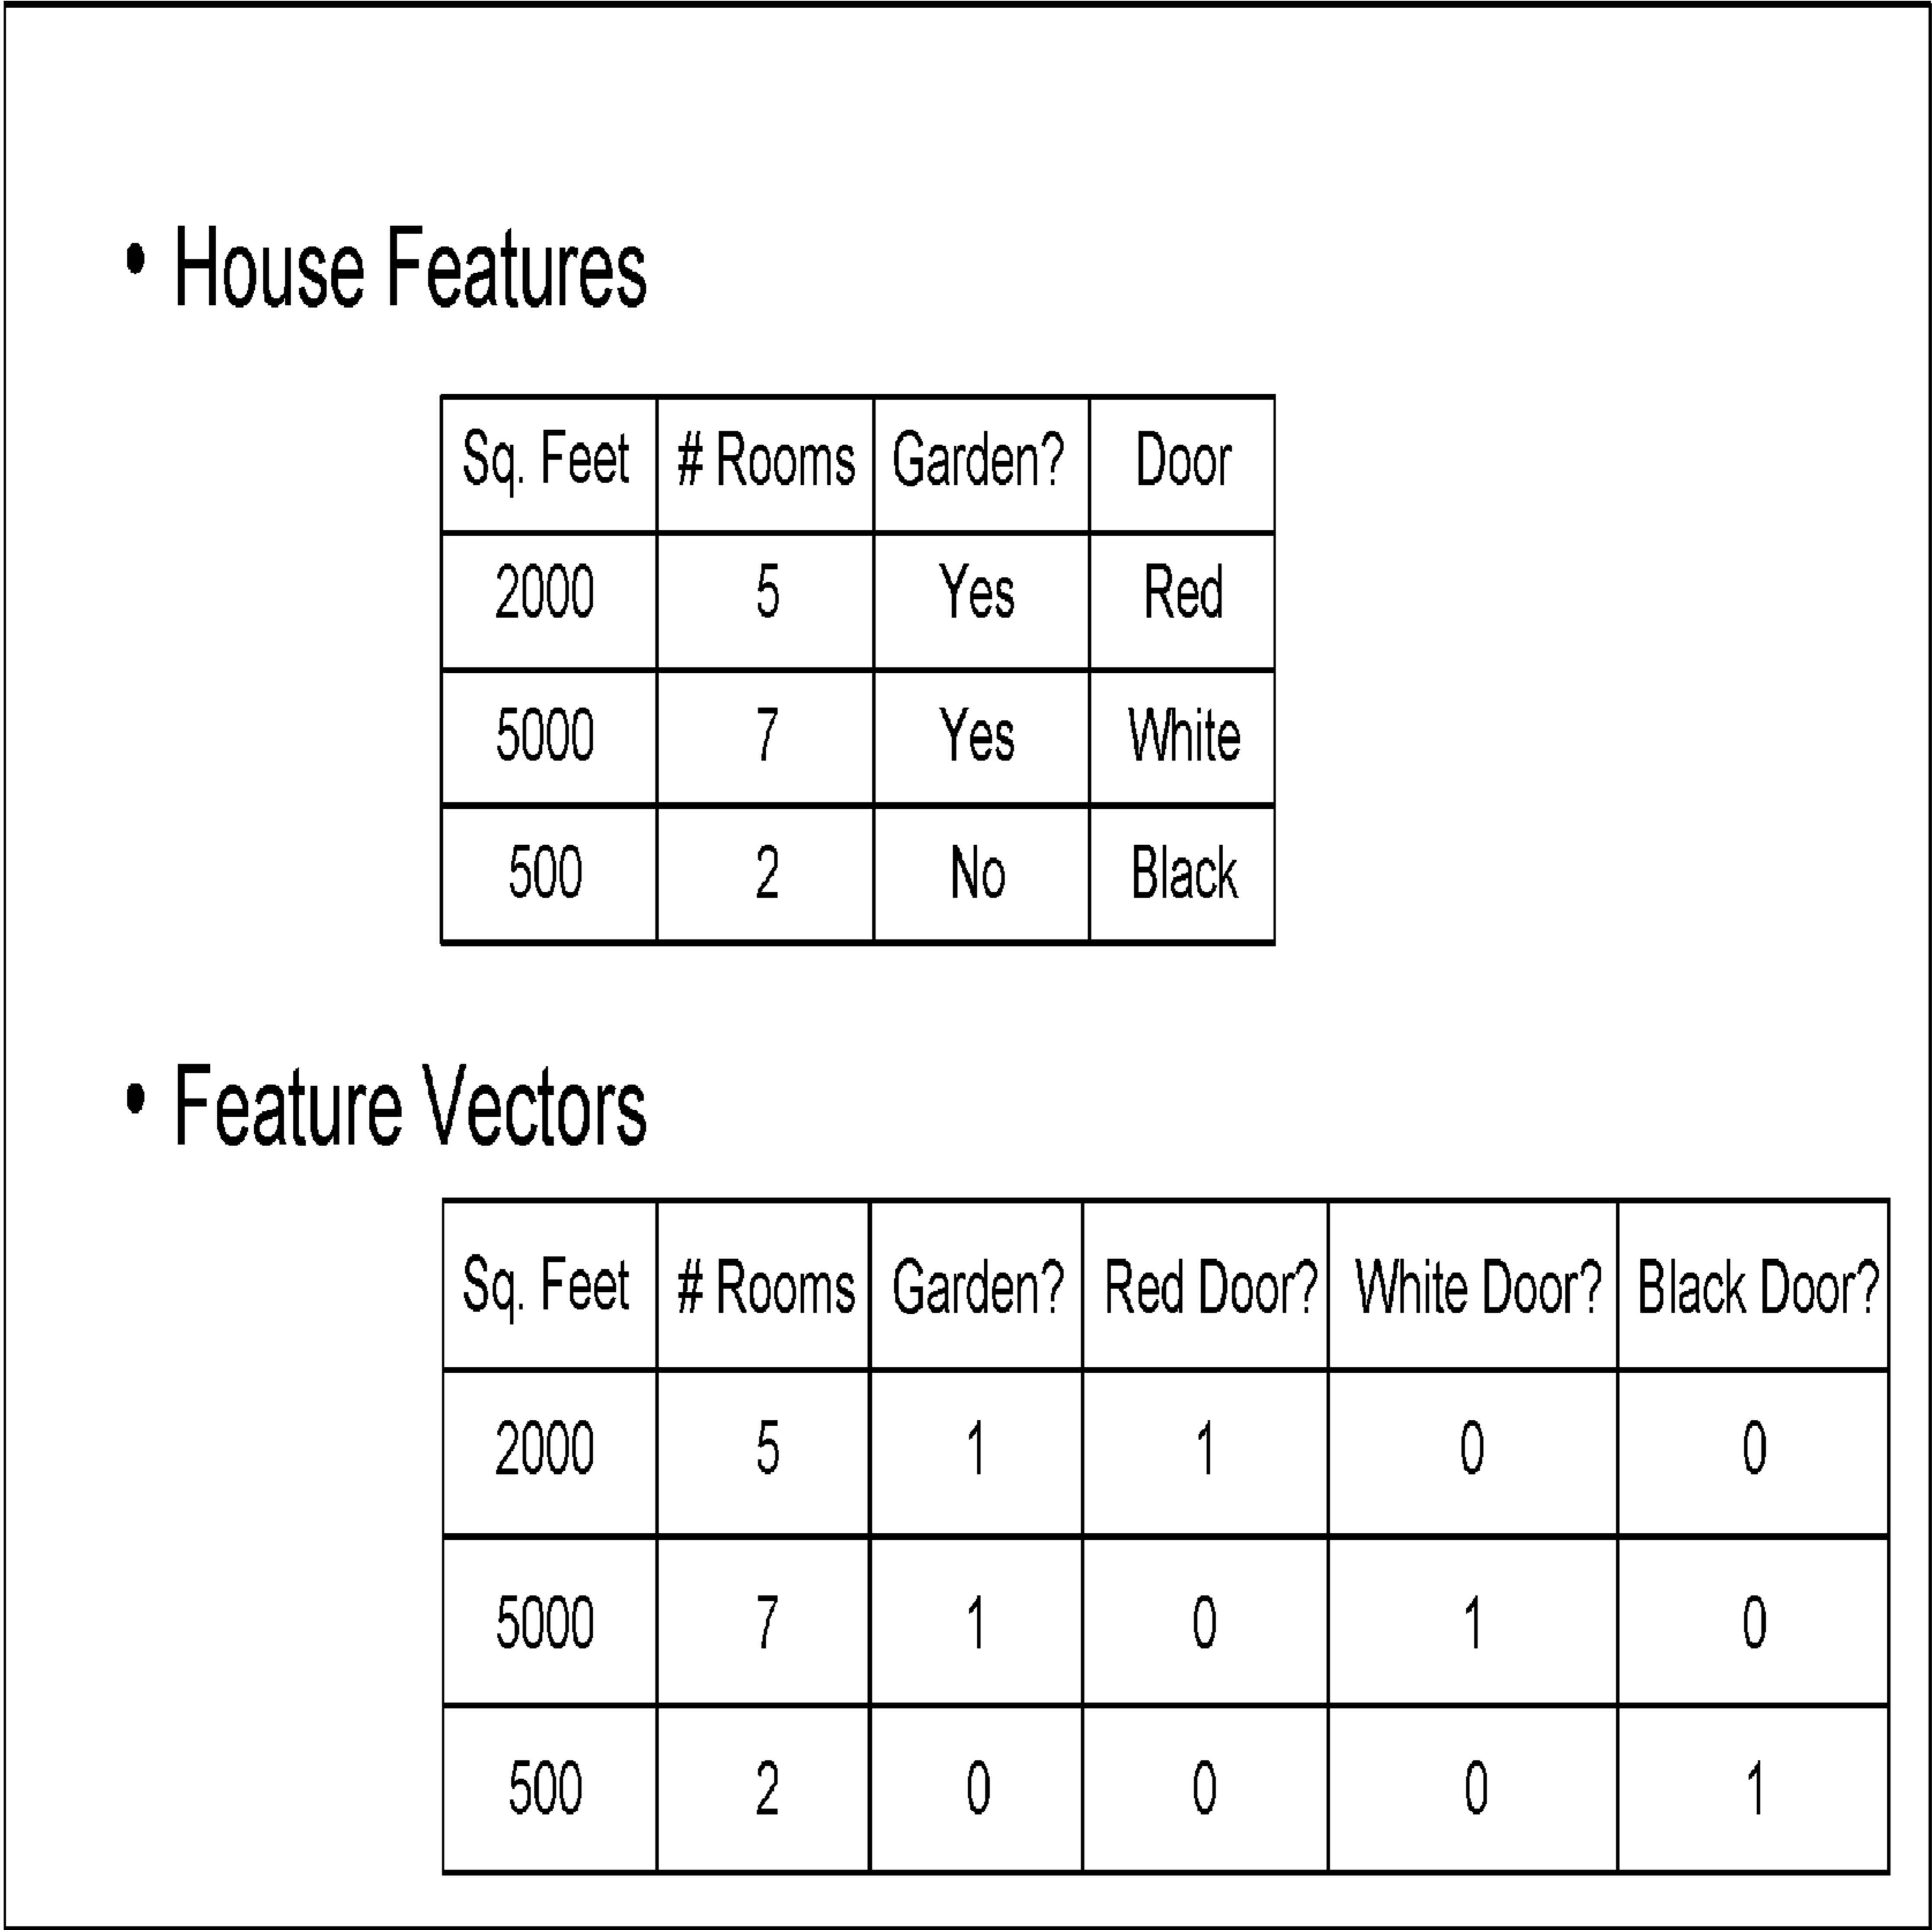 • House Features
Sq. Feet # Rooms Garden? Door
2000 5 Yes Red
5000 7 Yes White
500 2 No Black
• Feature Vectors
Sq. Feet # Rooms Garden? Red Door? White Door? Black Door?
2000 5 1 1 0 0
5000 7 1 0 1 0
500 2 0 0 0 1